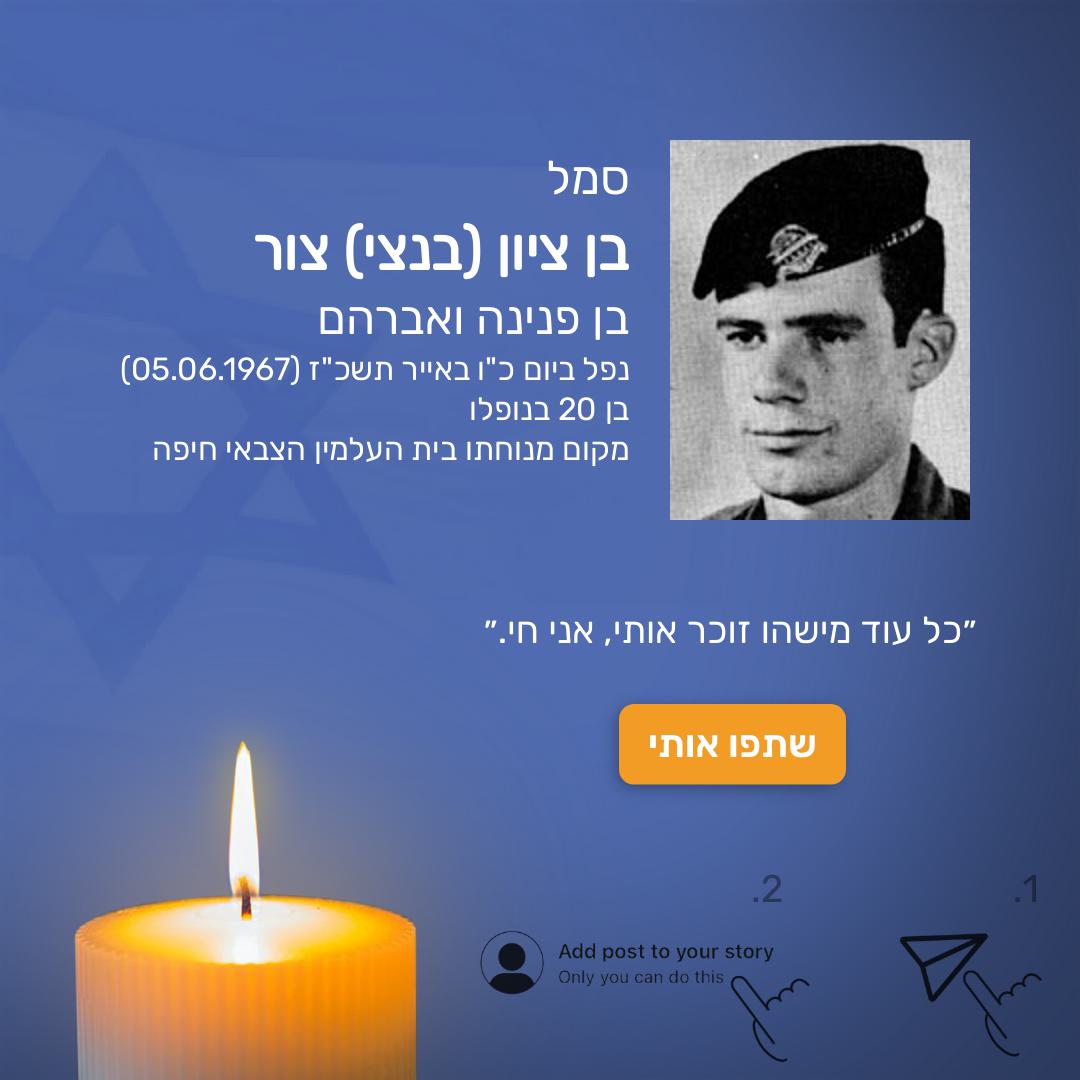 סמל
בן ציון (בנצי) צור
בן פנינה ואברהם
נפל ביום כ"ו באייר תשכ"ז (05.06.1967)
בן 20 בנופלו
מקום מנוחתו בית העלמין הצבאי חיפה
״כל עוד מישהו זוכר אותי, אני חי.״
שתפו אותי
1.
2.
Add post to your story
Only you can do this